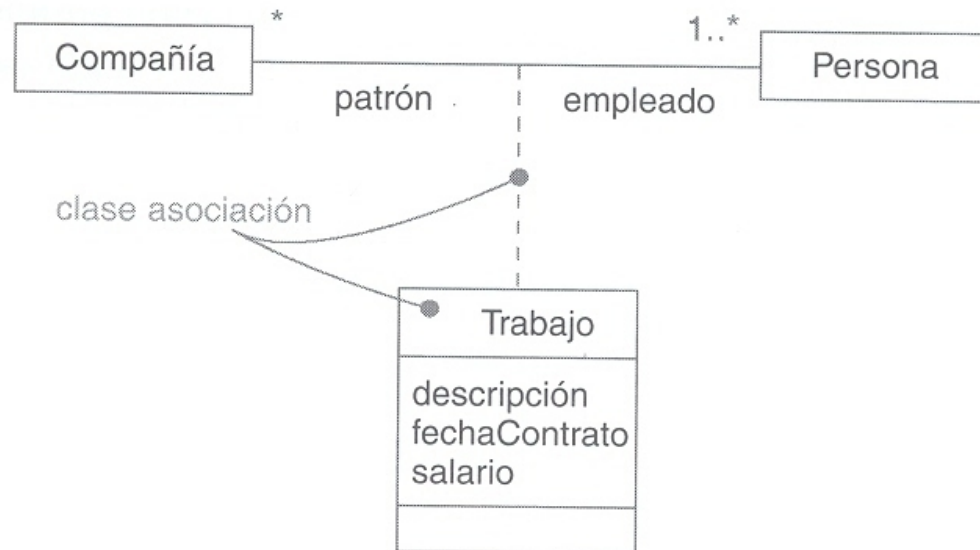 *
1..*
Compañía
Persona
patrón
empleado
clase asociación
Trabajo
descripción
fechaContrato
salario